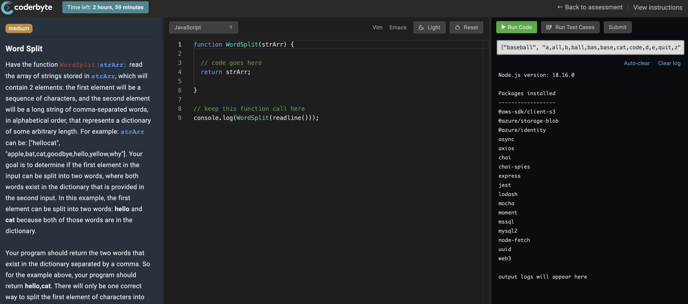 coderbyte
Time left: 2 hours, 59 minutes
← Back to assessment
View instructions
medium
Word Split
Have the function WordSplit(strArr) read
the array of strings stored in strArr, which will
contain 2 elements: the first element will be a
sequence of characters, and the second element
will be a long string of comma-separated words,
in alphabetical order, that represents a dictionary
of some arbitrary length. For example: strArr
can be: ["hellocat",
"apple,bat,cat,goodbye,hello,yellow,why"]. Your
goal is to determine if the first element in the
input can be split into two words, where both
words exist in the dictionary that is provided in
the second input. In this example, the first
element can be split into two words: hello and
cat because both of those words are in the
dictionary.
Your program should return the two words that
exist in the dictionary separated by a comma. So
for the example above, your program should
return hello,cat. There will only be one correct
way to split the first element of characters into
JavaScript
Vim
Emacs
Light
Reset
1 function WordSplit(strArr) {
2
3 // code goes here
4 return strArr;
5
6 }
7
8 // keep this function call here
9 console.log(WordSplit(readline()));
Run Code
Run Test Cases
Submit
["baseball", "a,all,b,ball,bas,base,cat,code,d,e,quit,z"
Auto-clear
Clear log
Node.js version: 18.16.0
Packages installed
-----------------
@aws-sdk/client-s3
@azure/storage-blob
@azure/identity
async
axios
chai
chai-spies
express
jest
lodash
mocha
moment
mssql
mysql2
node-fetch
uuid
web3
output logs will appear here